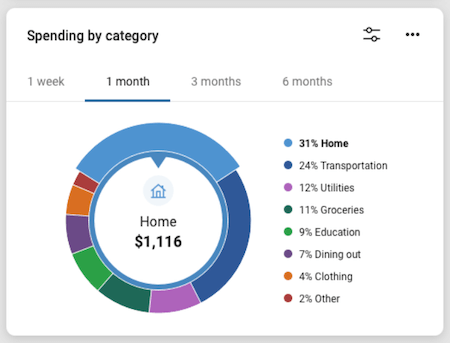 Spending by category
1 week 1 month 3 months 6 months
31% Home
24% Transportation
12% Utilities
11% Groceries
9% Education
7% Dining out
4% Clothing
2% Other
Home
$1,116